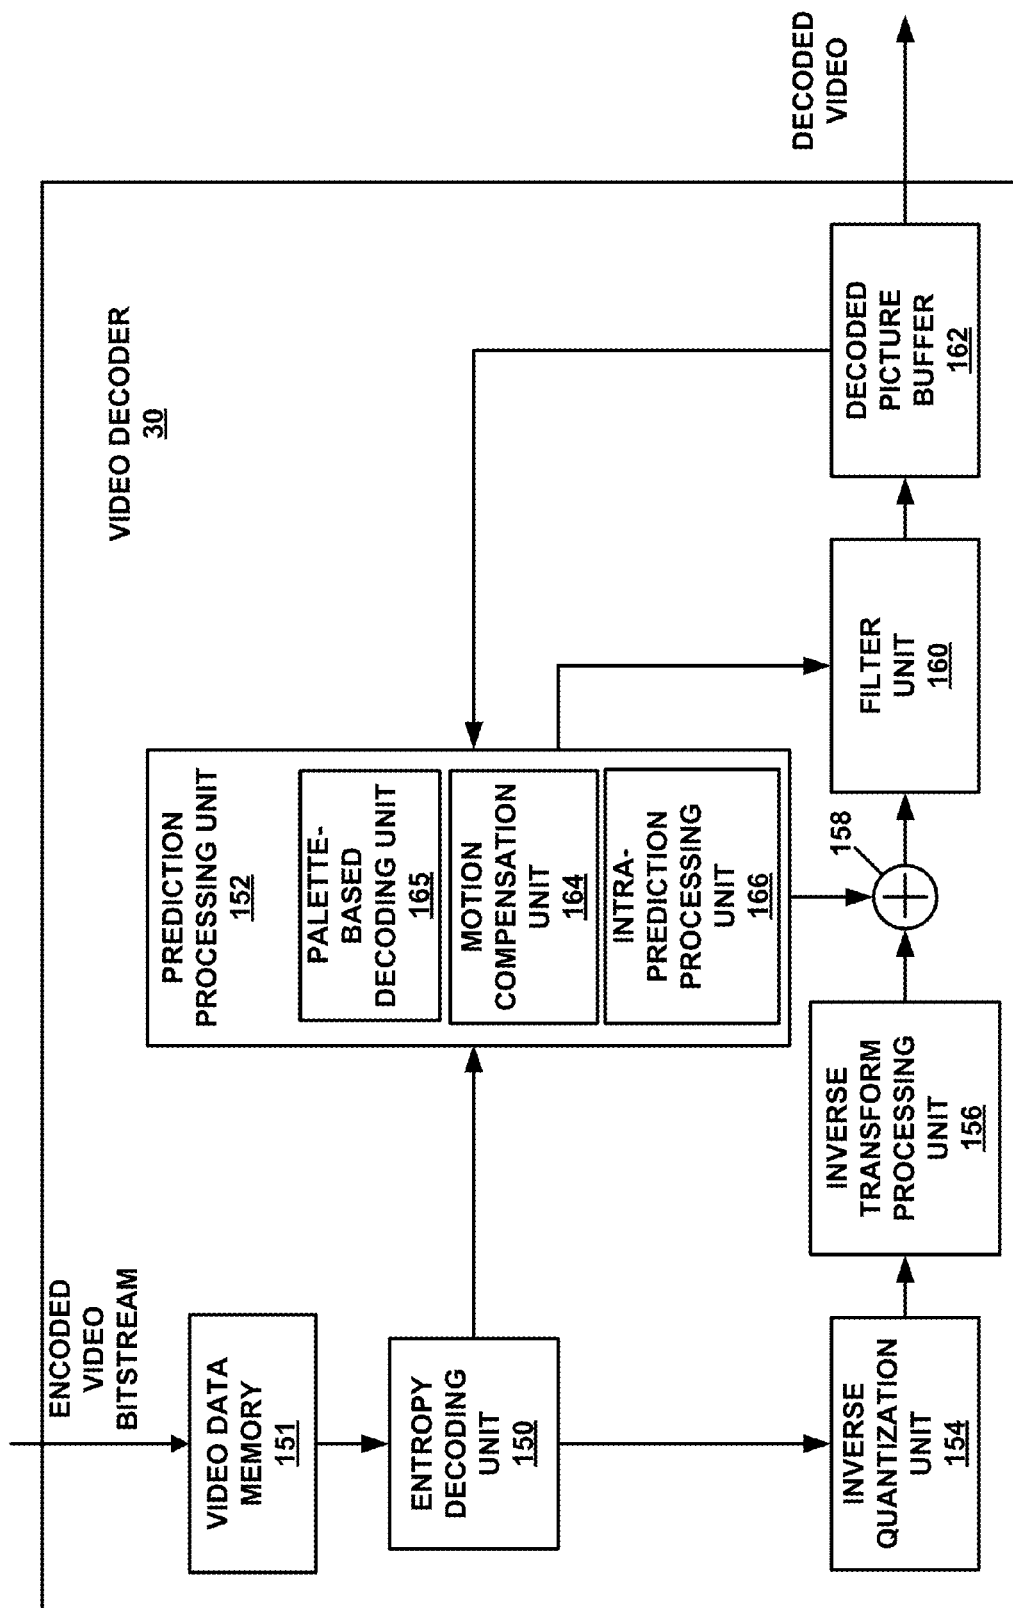 ENCODED
VIDEO
BITSTREAM
VIDEO DECODER
30
DECODED
VIDEO
VIDEO DATA
MEMORY
151
ENTROPY
DECODING
UNIT
150
PREDICTION
PROCESSING UNIT
152
PALETTE-
BASED
DECODING UNIT
165
MOTION
COMPENSATION
UNIT
164
INTRA-
PREDICTION
PROCESSING
UNIT
166
INVERSE
QUANTIZATION
UNIT
154
INVERSE
TRANSFORM
PROCESSING
UNIT
156
158
FILTER
UNIT
160
DECODED
PICTURE
BUFFER
162